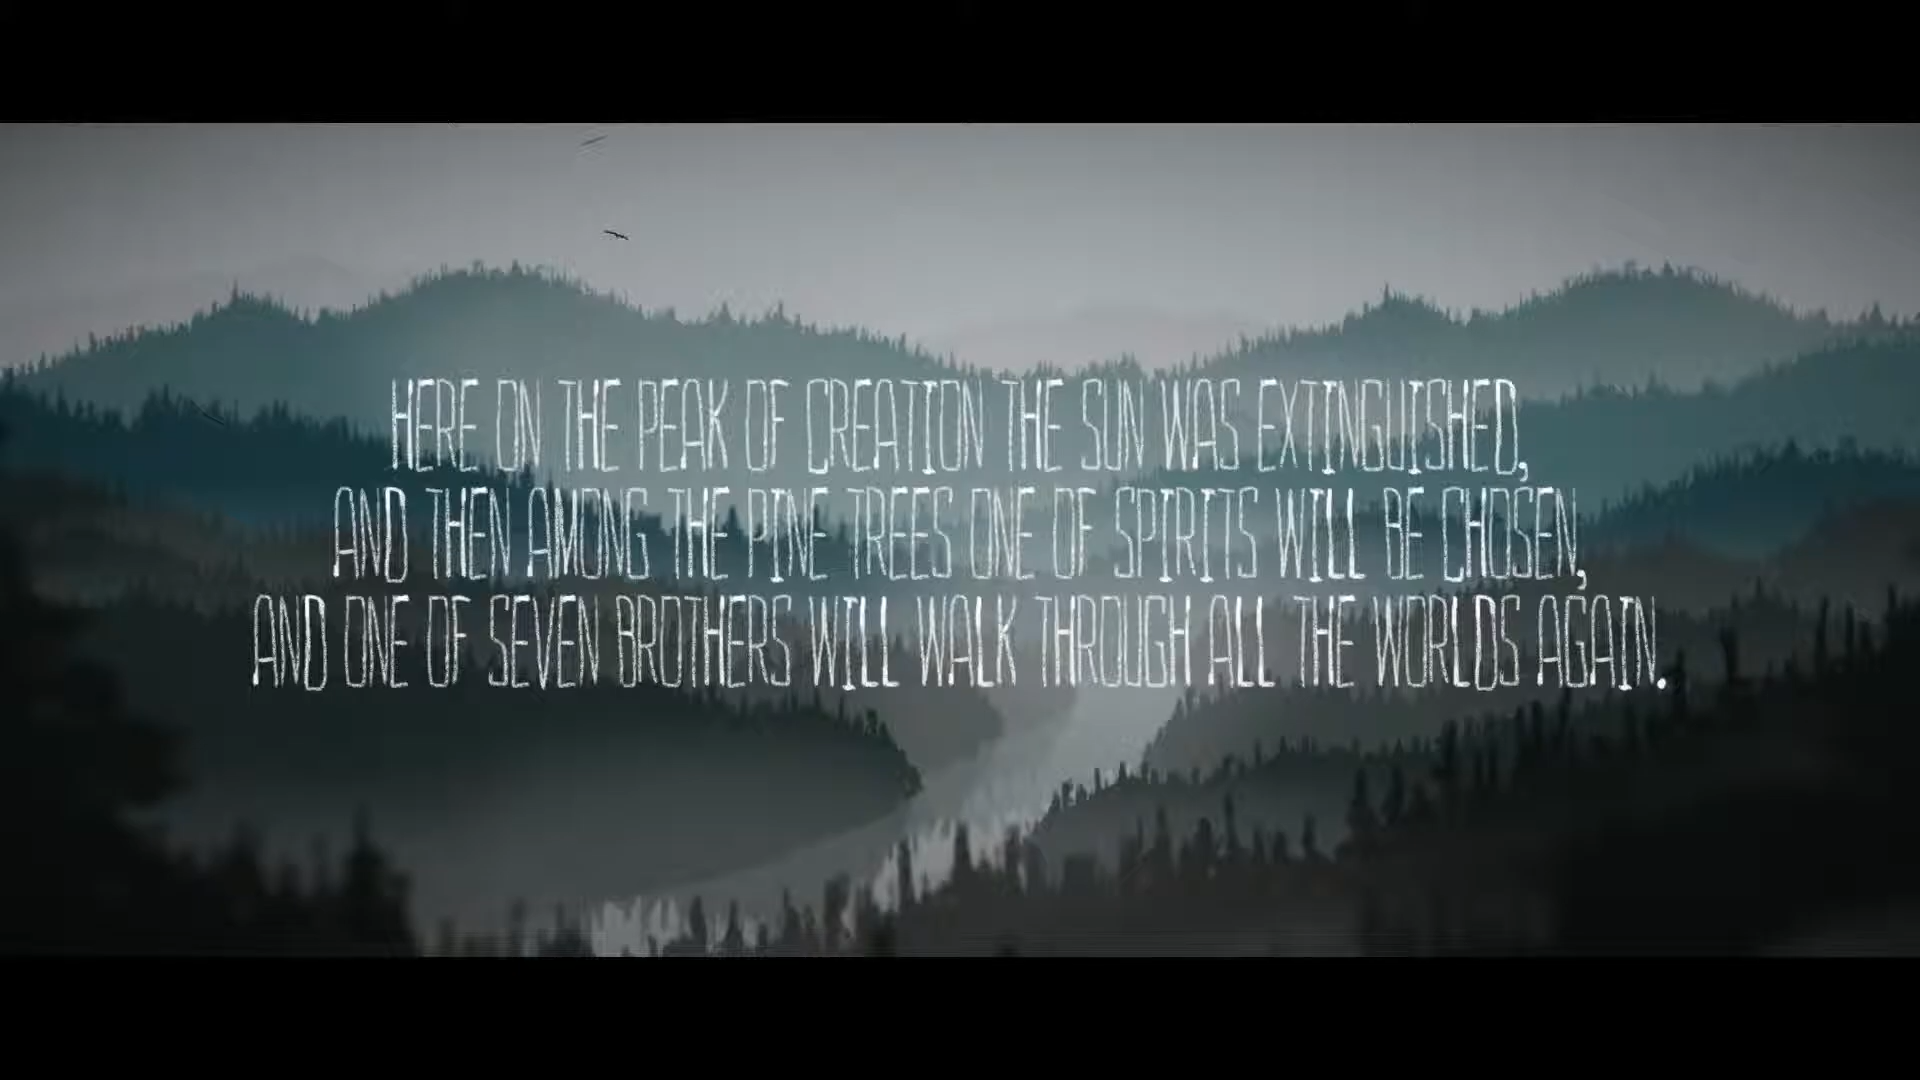 HERE ON THE PEAK OF CREATION THE SUN WAS EXTINGUISHED,
AND THEN AMONG THE PINE TREES ONE OF SPIRITS WILL BE CHOSEN,
AND ONE OF SEVEN BROTHERS WILL WALK THROUGH ALL THE WORLDS AGAIN.